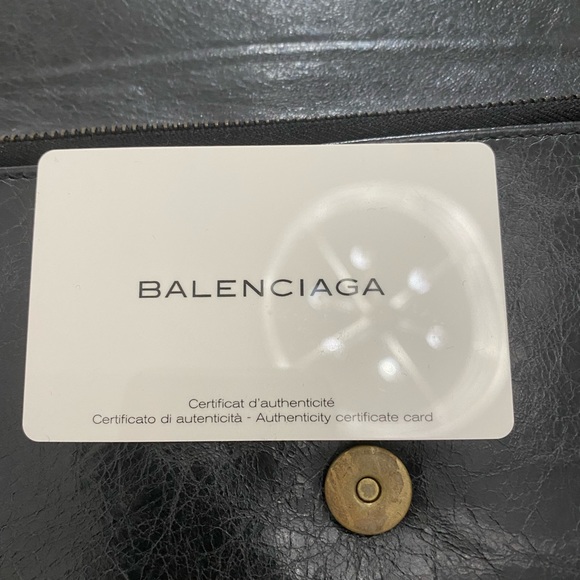 BALENCIAGA
Certificat d'authenticité
Certificato di autenticità - Authenticity certificate card